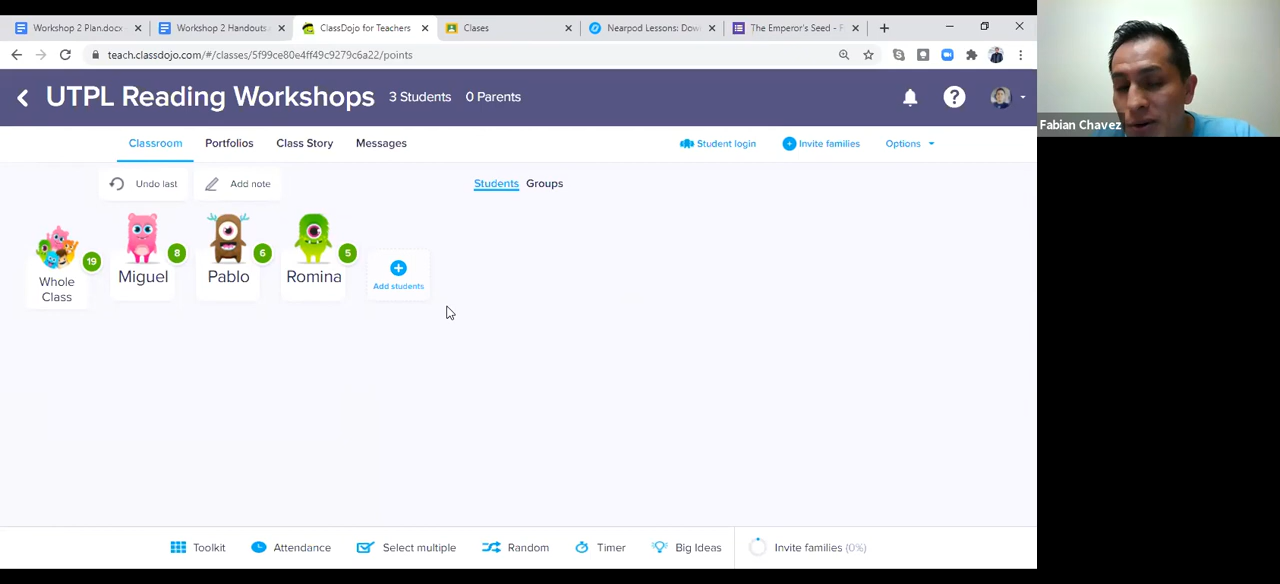 Workshop 2 Plan.docx
Workshop 2 Handouts
ClassDojo for Teachers
Clases
Nearpod Lessons: Dow
The Emperor's Seed - F
teach.classdojo.com/#/classes/5f99ce80e4ff49c9279c6a22/points
UTPL Reading Workshops 3 Students 0 Parents
Classroom Portfolios Class Story Messages Student login Invite families Options
Undo last Add note Students Groups
19 8 6 5
Miguel Pablo Romina
Whole
Class
Add students
Toolkit Attendance Select multiple Random Timer Big Ideas Invite families (0%)
Fabian Chavez